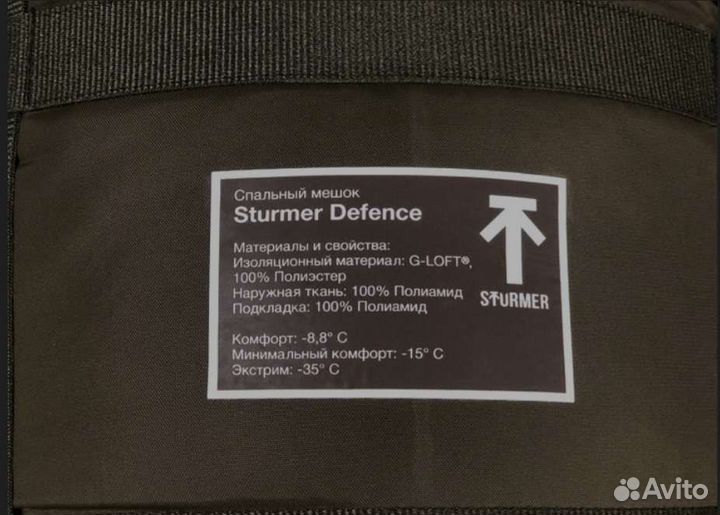 Спальный мешок
Sturmer Defence
Материалы и свойства:
Изоляционный материал: G-LOFT®,
100% Полиэстер
Наружная ткань: 100% Полиамид
Подкладка: 100% Полиамид
Комфорт: -8,8° C
Минимальный комфорт: -15° C
Экстрим: -35° C
STURMER
Avito